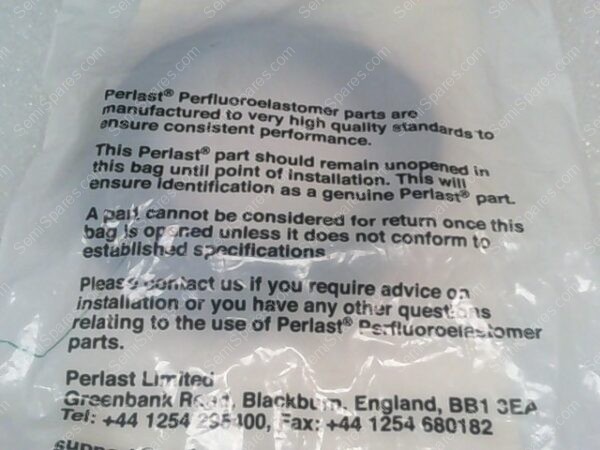 Perlast® Perfluoroelastomer parts are
manufactured to very high quality standards to
ensure consistent performance.
This Perlast® part should remain unopened in
this bag until point of installation. This will
ensure identification as a genuine Perlast® part.
A part cannot be considered for return once this
bag is opened unless it does not conform to
established specifications
Please contact us if you require advice on
installation or you have any other questions
relating to the use of Perlast® Perfluoroelastomer
parts.
Perlast Limited
Greenbank Road, Blackburn, England, BB1 3EA
Tel: +44 1254 Fax: +44 1254 680182
SemiSpares.com